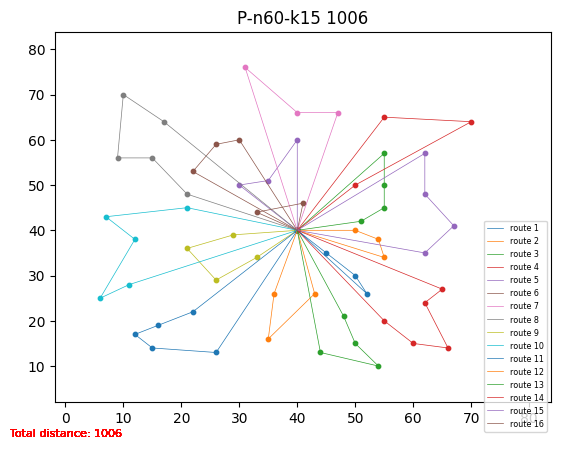 P-n60-k15 1006
80
70
60
50
40
30
20
10
0 10 20 30 40 50 60 70 80
route 1
route 2
route 3
route 4
route 5
route 6
route 7
route 8
route 9
route 10
route 11
route 12
route 13
route 14
route 15
route 16
Total distance: 1006